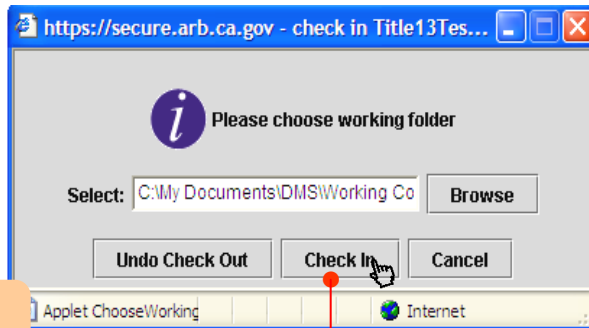 https://secure.arb.ca.gov - check in Title13Tes...
Please choose working folder
Select: C:\My Documents\DMS\Working Co Browse
Undo Check Out Check In Cancel
Applet ChooseWorking Internet